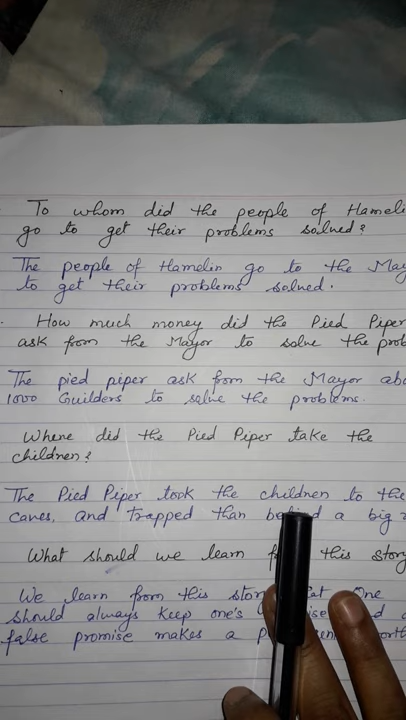 To whom did the people of Hameli
go to get their problems solved?
The people of Hamelin go to the May
to get their problems solved.
How much money did the Pied Piper
ask from the Mayor to solve the prob
The pied piper ask from the Mayor abo
1000 Guilders to solve the problems.
Where did the Pied Piper take the
children?
The Pied Piper took the children to the
caves, and trapped than behind a big
What should we learn this story
We learn from this story One
should always keep one's
false promise makes a